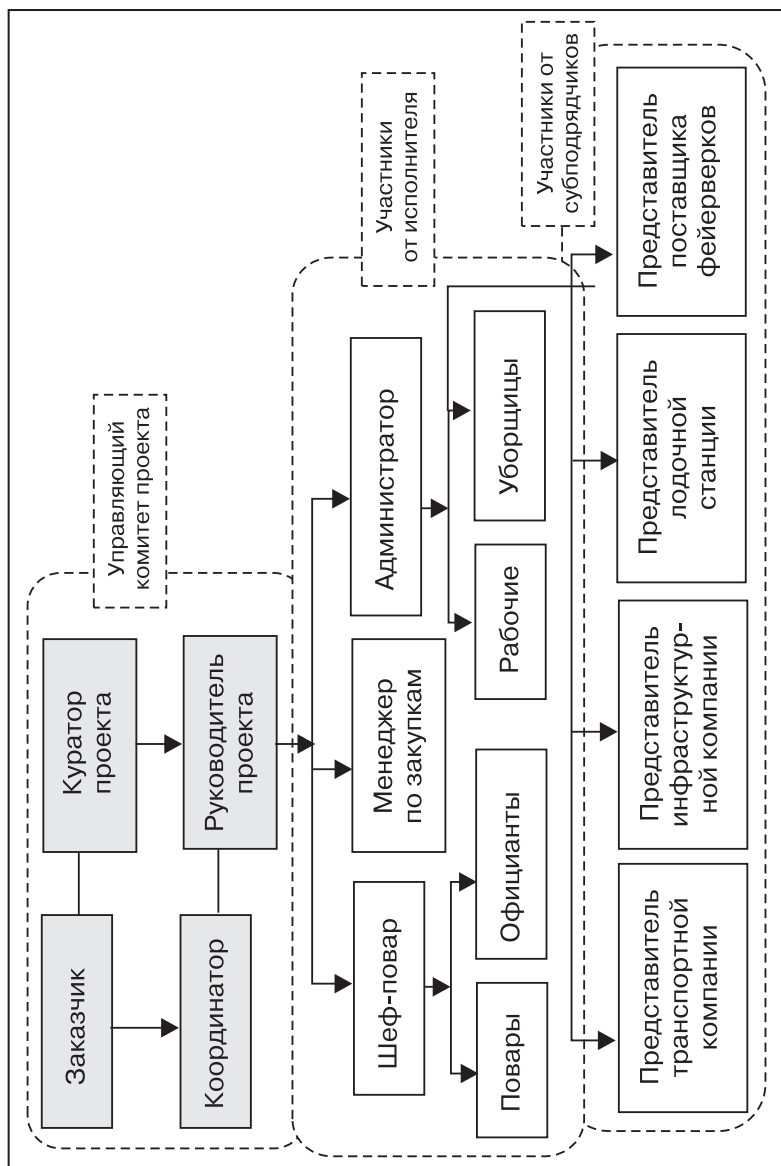 Управляющий
комитет проекта
Заказчик
Куратор
проекта
Координатор
Руководитель
проекта
Участники
от исполнителя
Шеф-повар
Менеджер
по закупкам
Администратор
Повары
Официанты
Рабочие
Уборщицы
Участники от
субподрядчиков
Представитель
транспортной
компании
Представитель
инфраструктур-
ной компании
Представитель
лодочной
станции
Представитель
поставщика
фейерверков